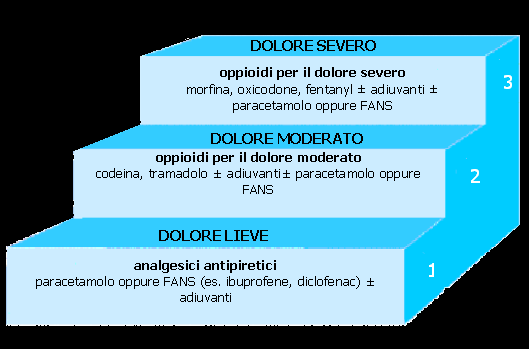 DOLORE SEVERO
oppioidi per il dolore severo
morfina, oxicodone, fentanyl ± adiuvanti ±
paracetamolo oppure FANS
3
DOLORE MODERATO
oppioidi per il dolore moderato
codeina, tramadolo ± adiuvanti± paracetamolo oppure
FANS
2
DOLORE LIEVE
analgesici antipiretici
paracetamolo oppure FANS (es. ibuprofene, diclofenac) ±
adiuvanti
1